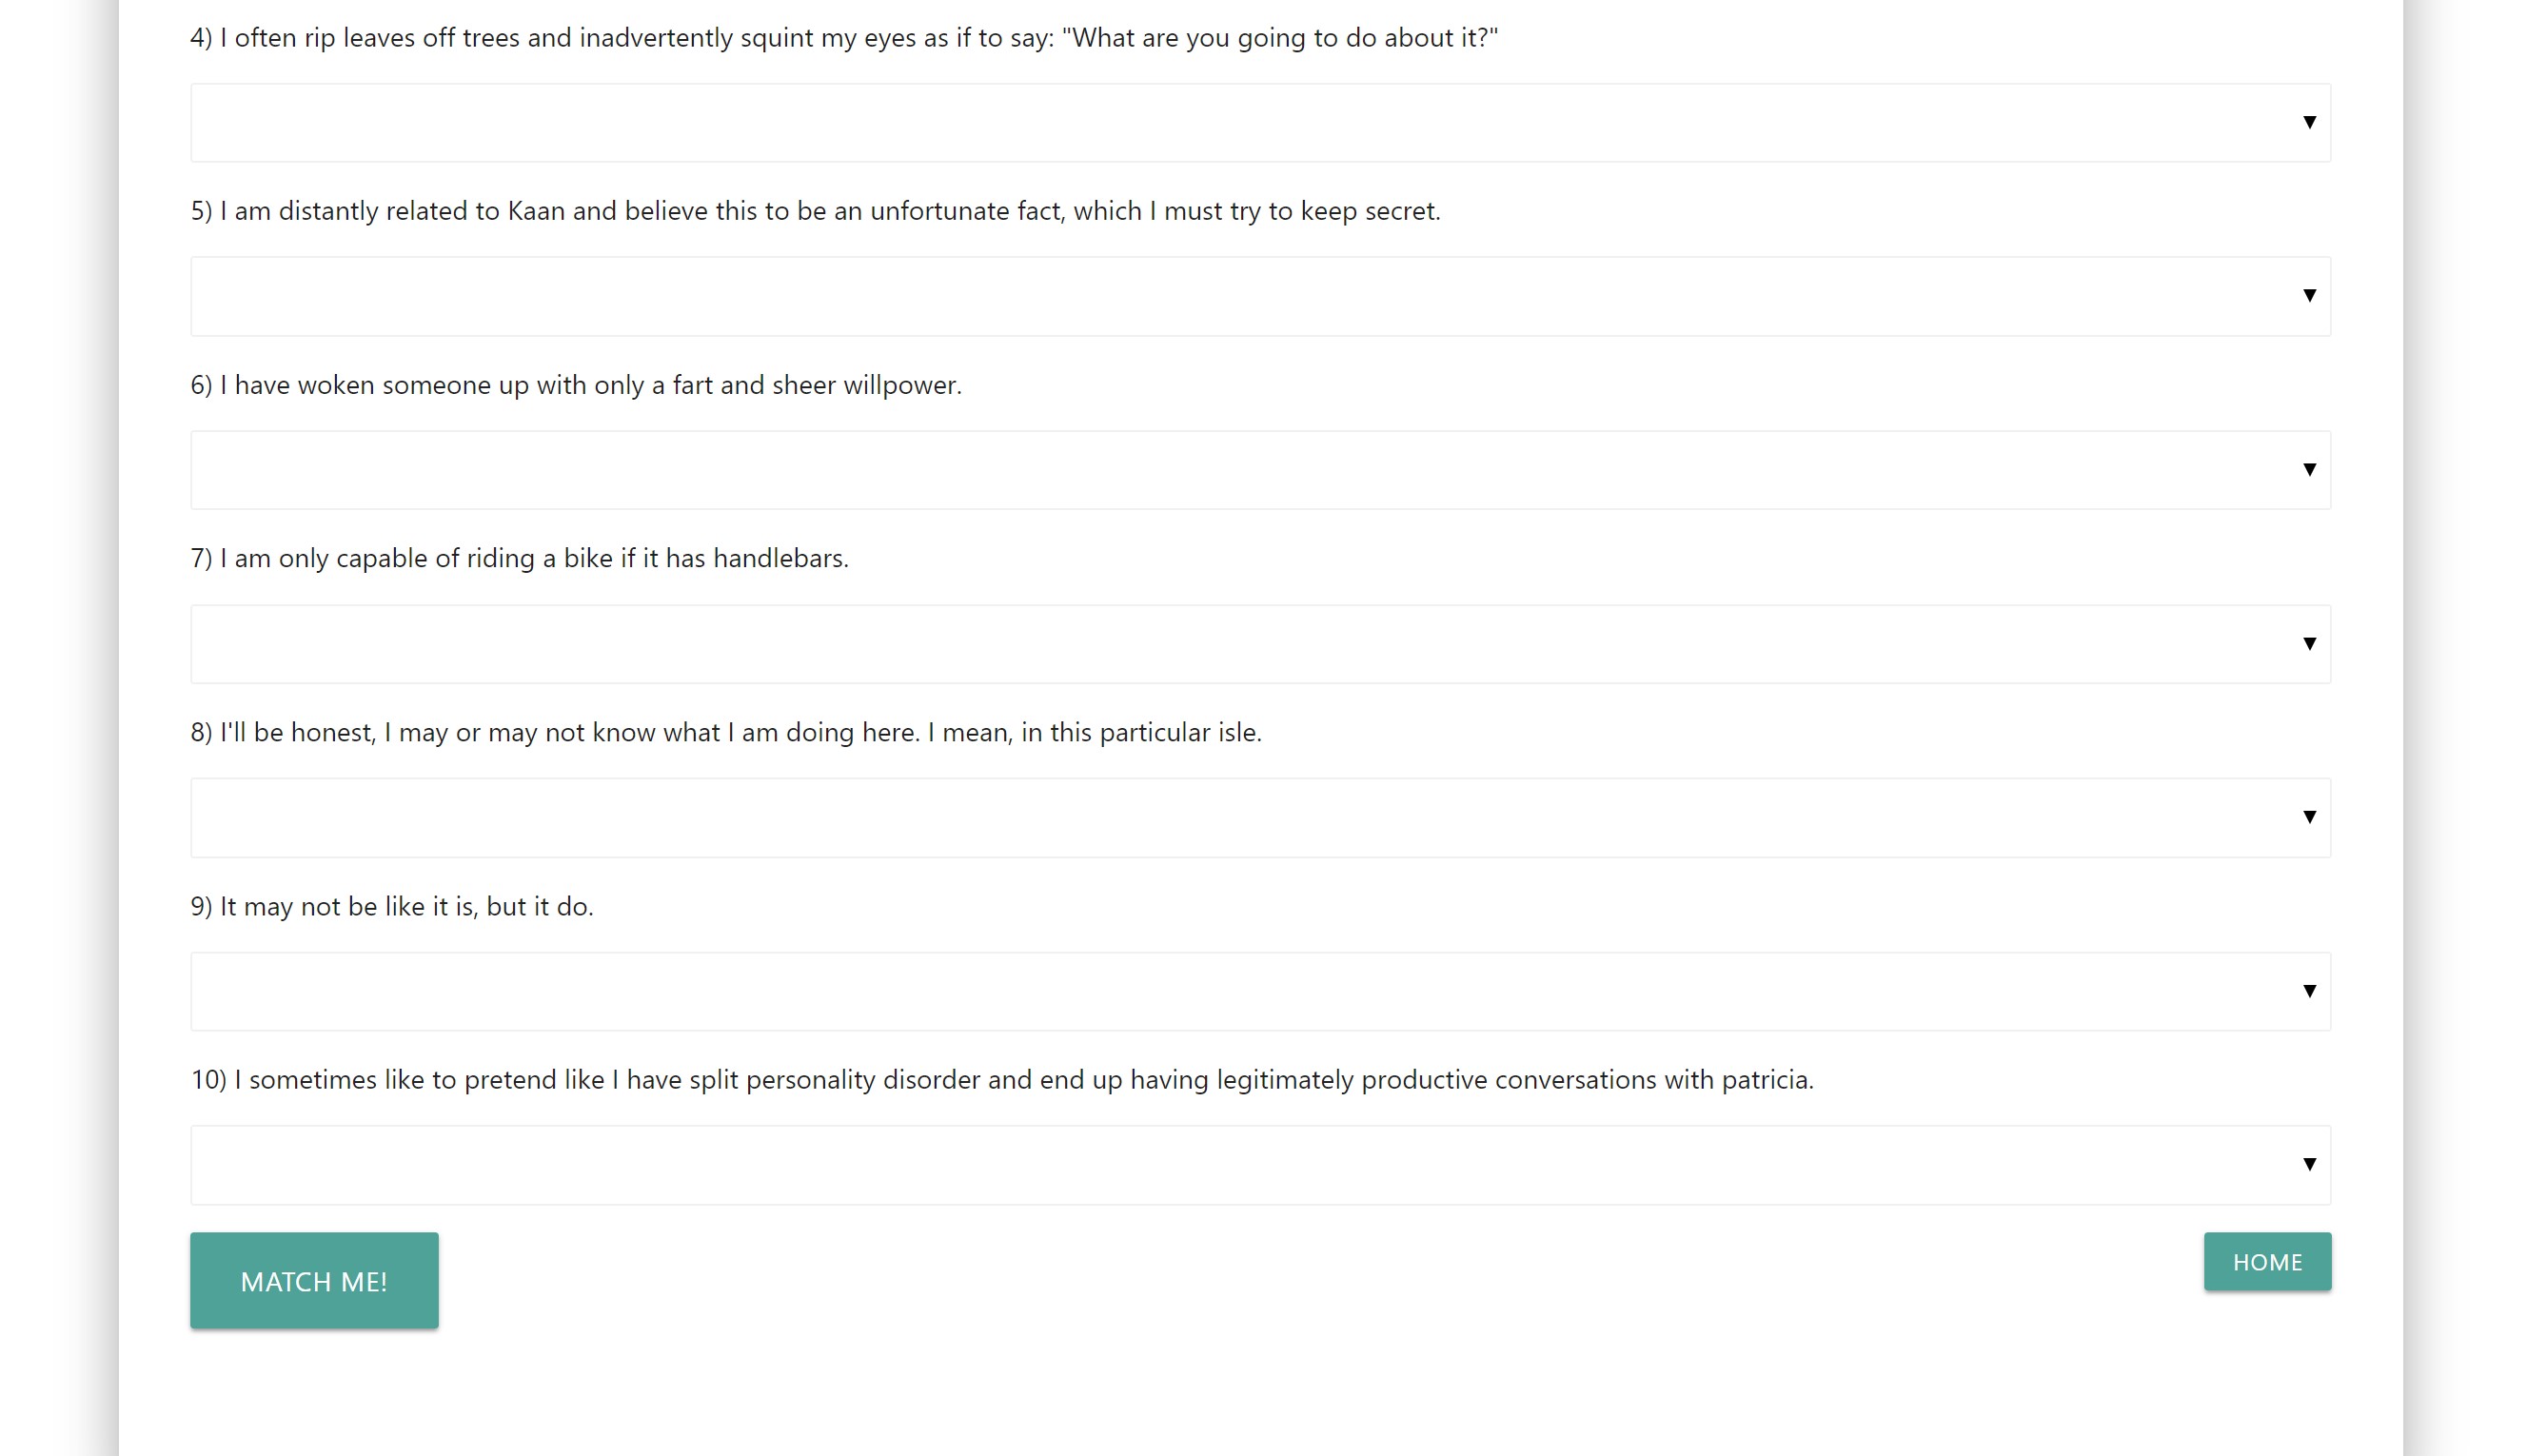 4) I often rip leaves off trees and inadvertently squint my eyes as if to say: "What are you going to do about it?"
5) I am distantly related to Kaan and believe this to be an unfortunate fact, which I must try to keep secret.
6) I have woken someone up with only a fart and sheer willpower.
7) I am only capable of riding a bike if it has handlebars.
8) I'll be honest, I may or may not know what I am doing here. I mean, in this particular isle.
9) It may not be like it is, but it do.
10) I sometimes like to pretend like I have split personality disorder and end up having legitimately productive conversations with patricia.
MATCH ME!
HOME